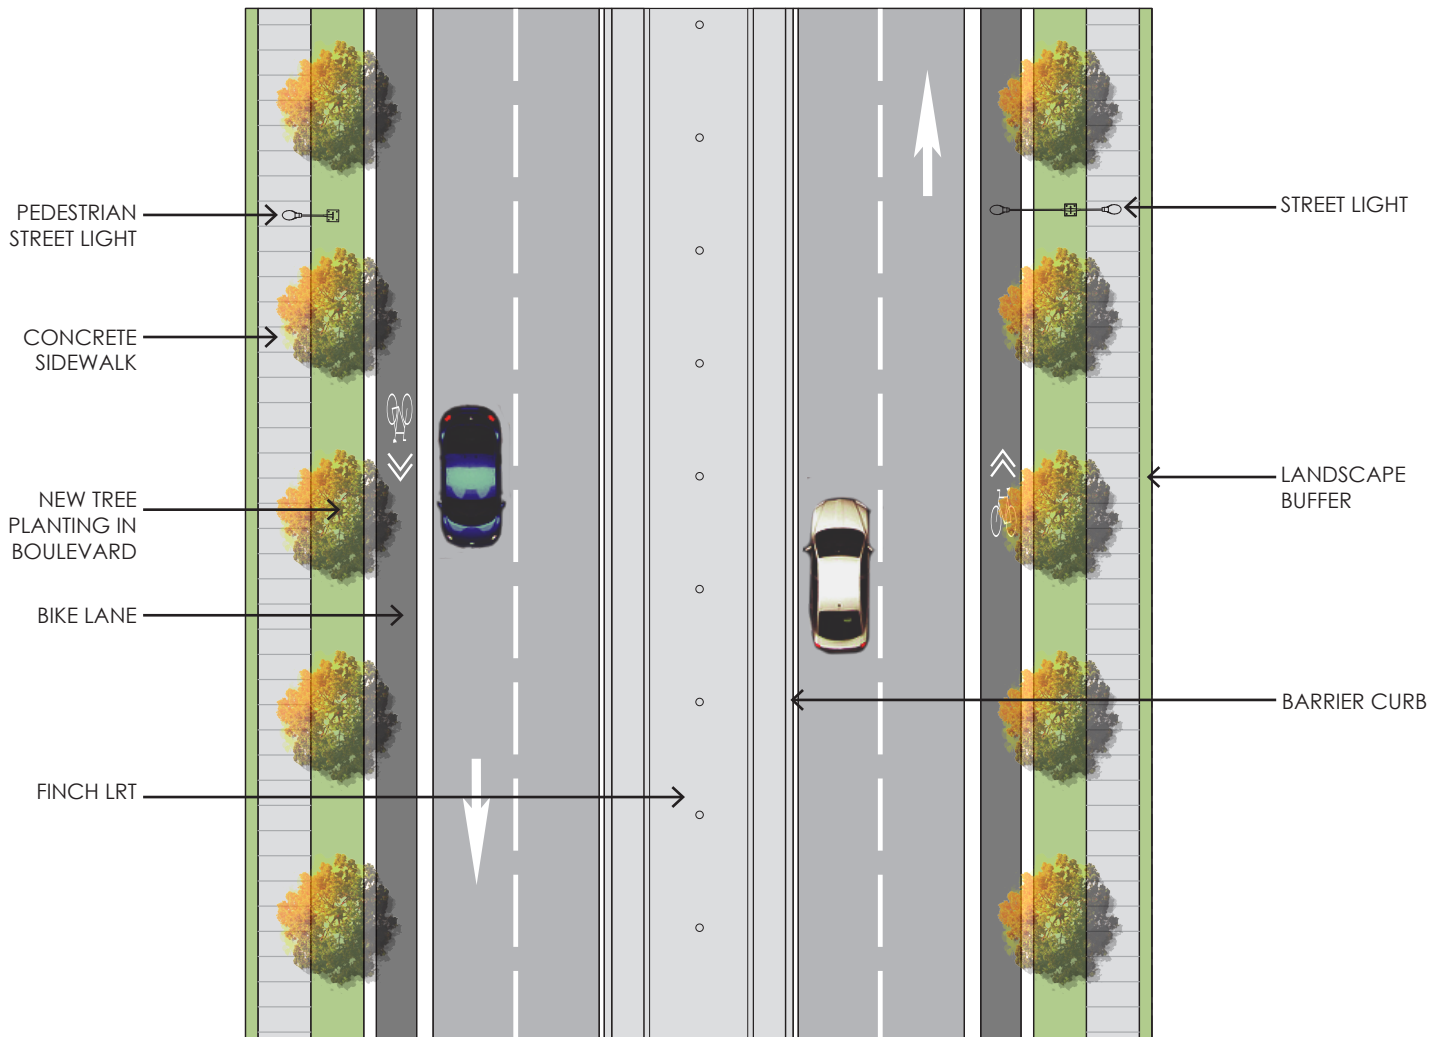 PEDESTRIAN
STREET LIGHT
CONCRETE
SIDEWALK
NEW TREE
PLANTING IN
BOULEVARD
BIKE LANE
FINCH LRT
STREET LIGHT
LANDSCAPE
BUFFER
BARRIER CURB